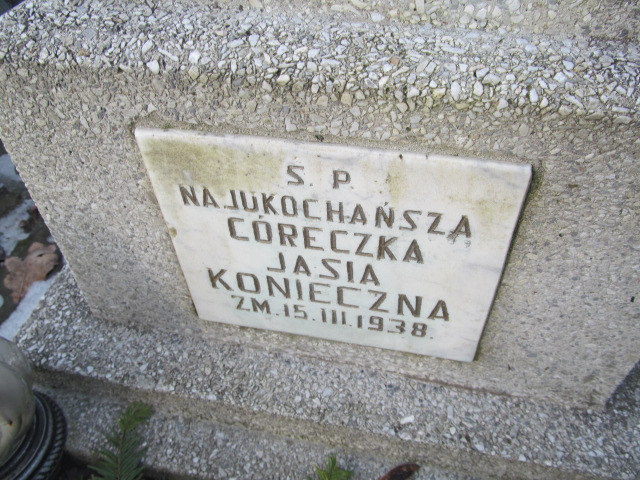 S. P
NAJUKOCHAŃSZA
CÓRECZKA
JASIA
KONIECZNA
ZM. 15. III. 1938.